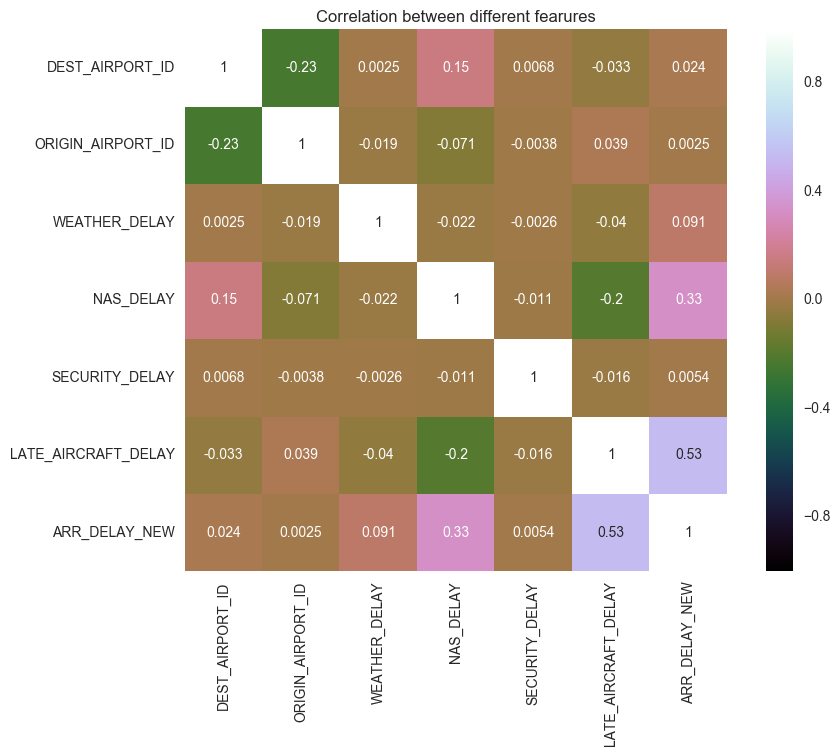 Correlation between different fearures
DEST_AIRPORT_ID 1 -0.23 0.0025 0.15 0.0068 -0.033 0.024
ORIGIN_AIRPORT_ID -0.23 1 -0.019 -0.071 -0.0038 0.039 0.0025
WEATHER_DELAY 0.0025 -0.019 1 -0.022 -0.0026 -0.04 0.091
NAS_DELAY 0.15 -0.071 -0.022 1 -0.011 -0.2 0.33
SECURITY_DELAY 0.0068 -0.0038 -0.0026 -0.011 1 -0.016 0.0054
LATE_AIRCRAFT_DELAY -0.033 0.039 -0.04 -0.2 -0.016 1 0.53
ARR_DELAY_NEW 0.024 0.0025 0.091 0.33 0.0054 0.53 1
DEST_AIRPORT_ID
ORIGIN_AIRPORT_ID
WEATHER_DELAY
NAS_DELAY
SECURITY_DELAY
LATE_AIRCRAFT_DELAY
ARR_DELAY_NEW
0.8
0.4
0.0
−0.4
−0.8